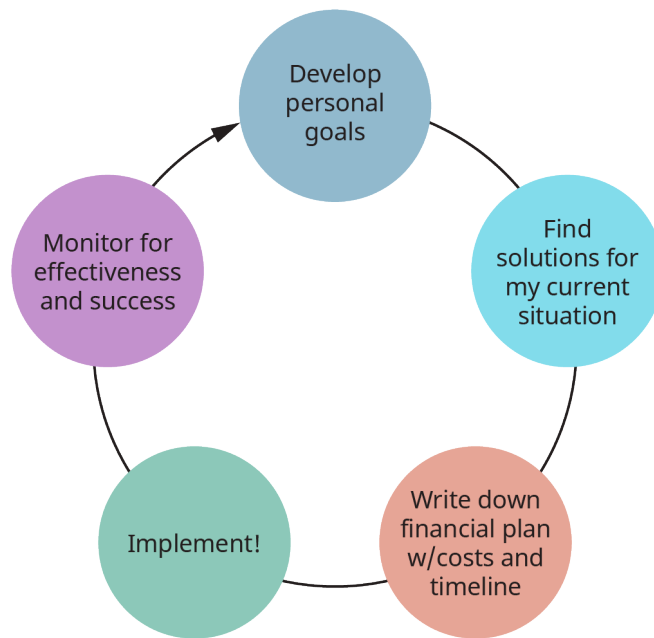 Develop
personal
goals
Find
solutions for
my current
situation
Write down
financial plan
w/costs and
timeline
Implement!
Monitor for
effectiveness
and success